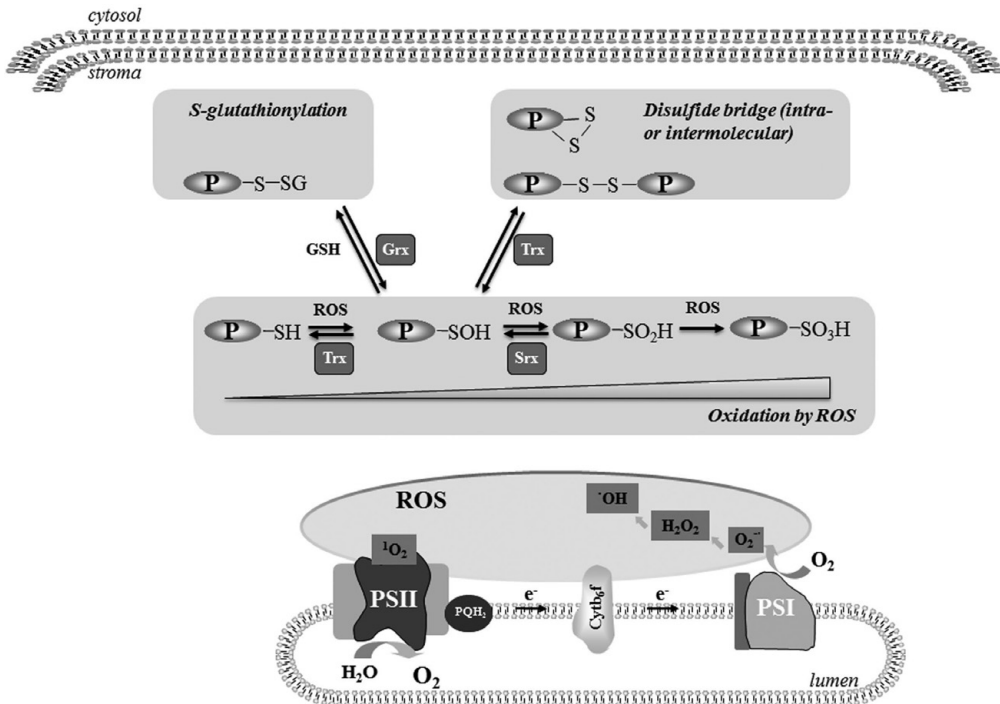 cytosol
stroma
S-glutathionylation
P-S-SG
Disulfide bridge (intra-
or intermolecular)
P S
S
P-S-S-P
GSH
Grx
Trx
ROS
ROS
ROS
P-SH
P-SOH
P-SO₂H
P-SO₃H
Trx
Srx
Oxidation by ROS
ROS
˙OH
H₂O₂
O₂˙⁻
O₂
¹O₂
PSII
PQH₂
e⁻
Cytb₆f
e⁻
PSI
H₂O
O₂
lumen